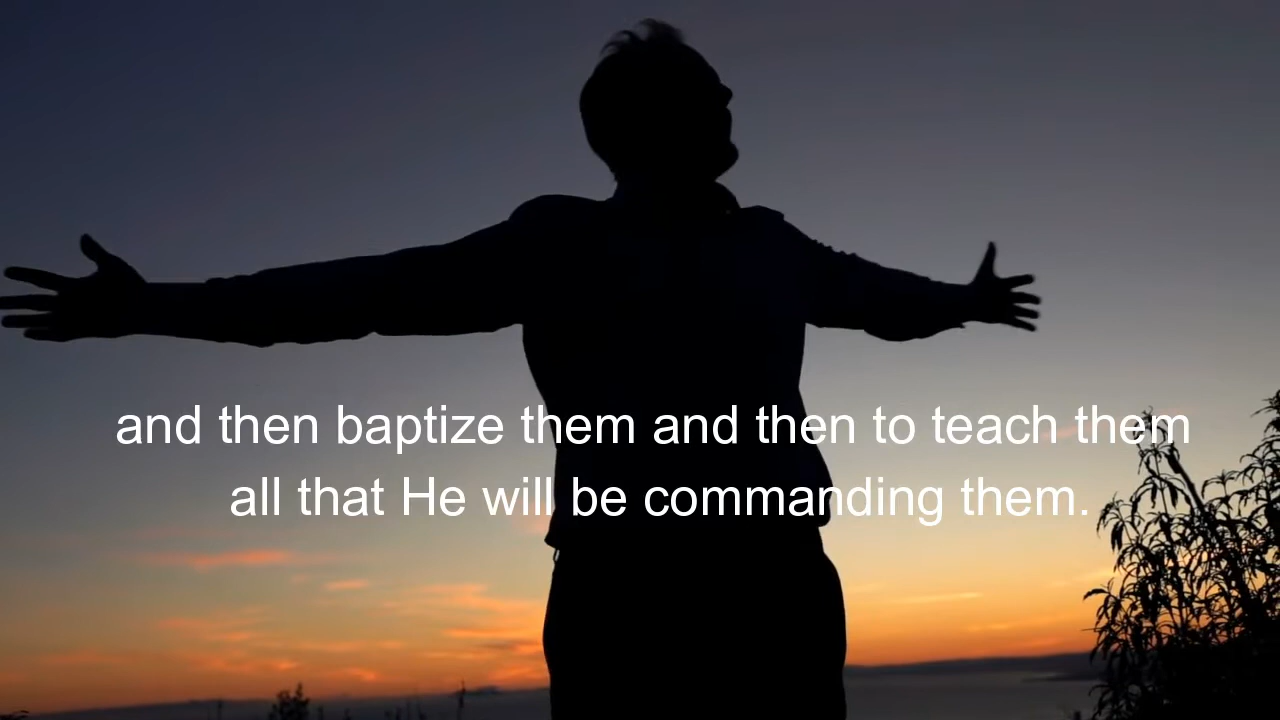 and then baptize them and then to teach them
all that He will be commanding them.